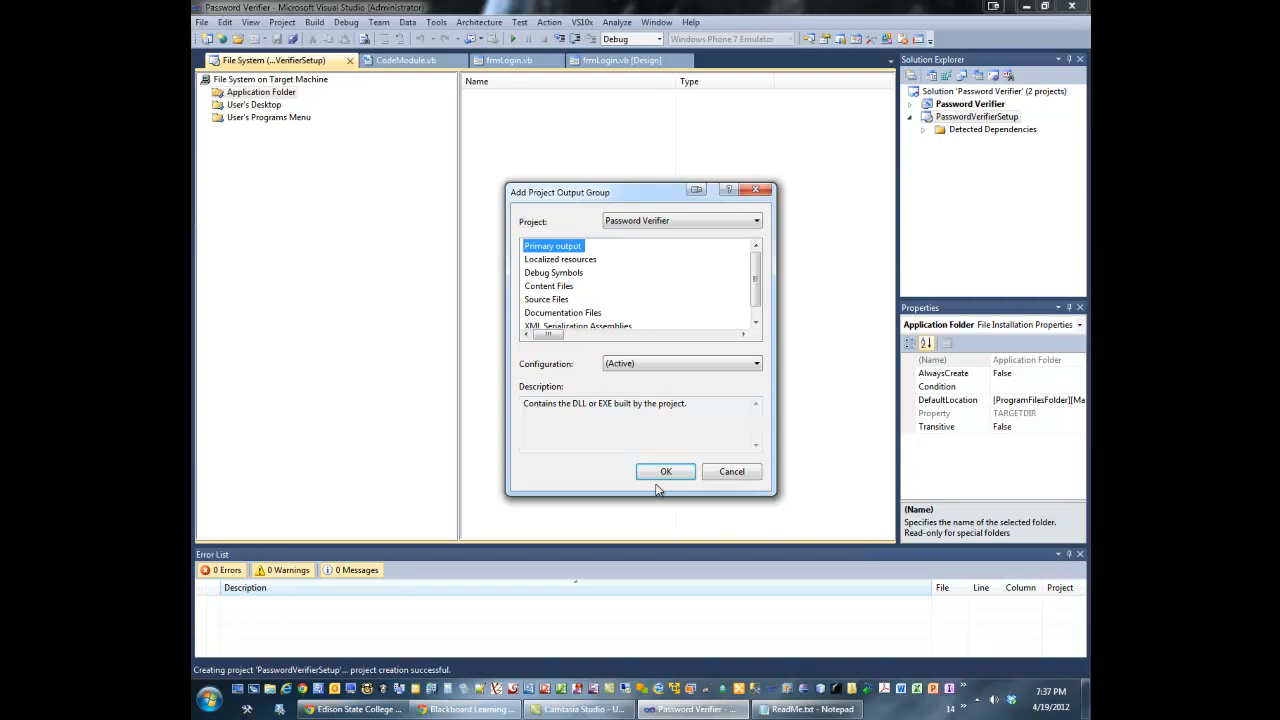 Password Verifier - Microsoft Visual Studio (Administrator)
File Edit View Project Build Debug Team Data Tools Architecture Test Action VS10x Analyze Window Help
Debug Windows Phone 7 Emulator
File System (...VerifierSetup) CodeModule.vb frmLogin.vb frmLogin.vb [Design]
File System on Target Machine
Application Folder
User's Desktop
User's Programs Menu
Name Type
Add Project Output Group
Project: Password Verifier
Primary output
Localized resources
Debug Symbols
Content Files
Source Files
Documentation Files
XML Serialization Assemblies
Configuration: (Active)
Description:
Contains the DLL or EXE built by the project.
OK Cancel
Solution Explorer
Solution 'Password Verifier' (2 projects)
Password Verifier
PasswordVerifierSetup
Detected Dependencies
Properties
Application Folder File Installation Properties
(Name) Application Folder
AlwaysCreate False
Condition
DefaultLocation [ProgramFilesFolder][Ma
Property TARGETDIR
Transitive False
(Name)
Specifies the name of the selected folder.
Read-only for special folders
Error List
0 Errors 0 Warnings 0 Messages
Description File Line Column Project
Creating project 'PasswordVerifierSetup'... project creation successful.
Edison State College ... Blackboard Learning ... Camtasia Studio - U... Password Verifier - ... ReadMe.txt - Notepad
14
7:37 PM
4/19/2012